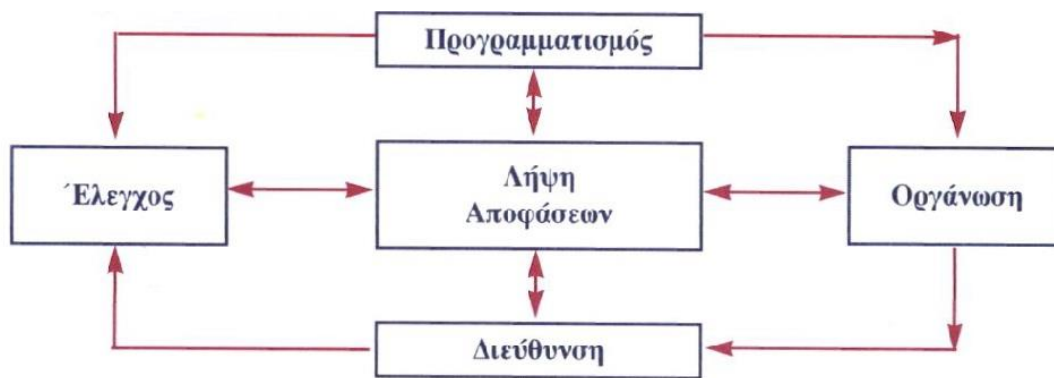 Προγραμματισμός
Έλεγχος
Λήψη
Αποφάσεων
Οργάνωση
Διεύθυνση